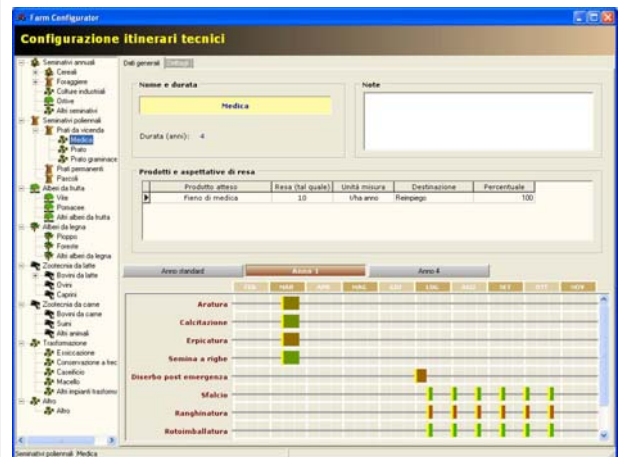 Farm Configurator
Configurazione itinerari tecnici
Seminativi annuali
Cereali
Foraggiere
Colture industriali
Ortive
Altri seminativi
Seminativi poliennali
Prati da vicenda
Medica
Prato
Prato graminace
Prati permanenti
Pascoli
Alberi da frutta
Vite
Pomacee
Altri alberi da frutta
Alberi da legna
Pioppo
Foreste
Altri alberi da legna
Zootecnia da latte
Bovini da latte
Ovini
Caprini
Zootecnia da carne
Bovini da carne
Suini
Altri animali
Trasformazione
Essiccazione
Conservazione a frec
Caseificio
Macello
Altri impianti trasforma
Altro
Altro
Dati generali Dettagli
Nome e durata
Medica
Durata (anni): 4
Note
Prodotti e aspettative di resa
Prodotto atteso Resa (tal quale) Unità misura Destinazione Percentuale
Fieno di medica 10 t/ha anno Reimpiego 100
Anno standard Anno 1 Anno 4
FEB MAR APR MAG GIU LUG AGO SET OTT NOV
Aratura
Calcitazione
Erpicatura
Semina a righe
Diserbo post emergenza
Sfalcio
Ranghinatura
Rotoimballatura
Seminativi poliennali Medica